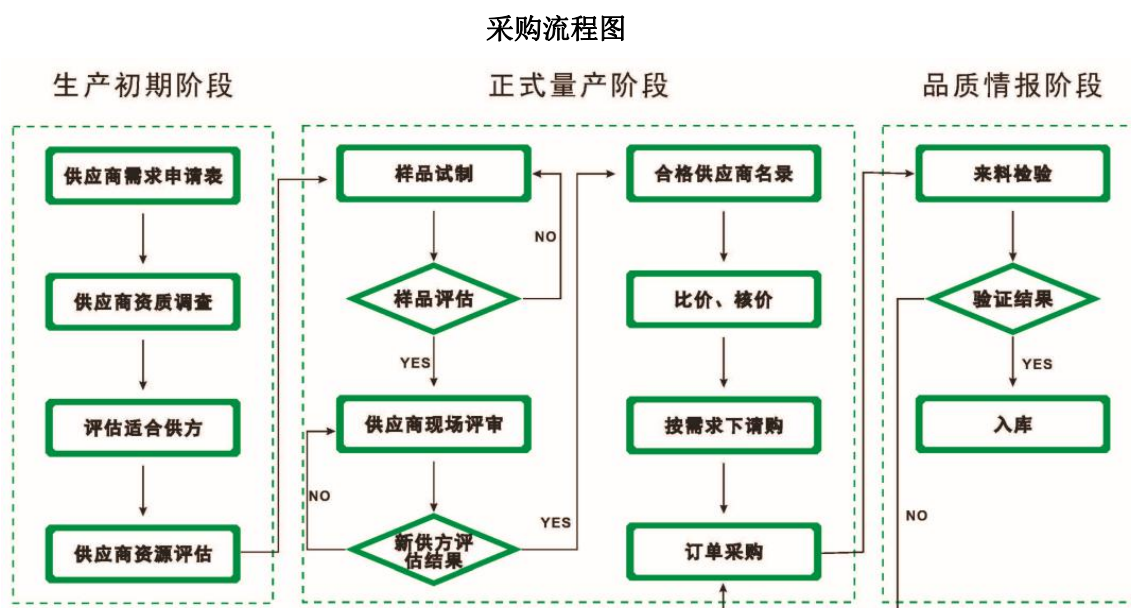 采购流程图
生产初期阶段
正式量产阶段
品质情报阶段
供应商需求申请表
供应商资质调查
评估适合供方
供应商资源评估
样品试制
NO
样品评估
YES
供应商现场评审
NO
新供方评
估结果
YES
合格供应商名录
比价、核价
按需求下请购
订单采购
来料检验
验证结果
YES
入库
NO